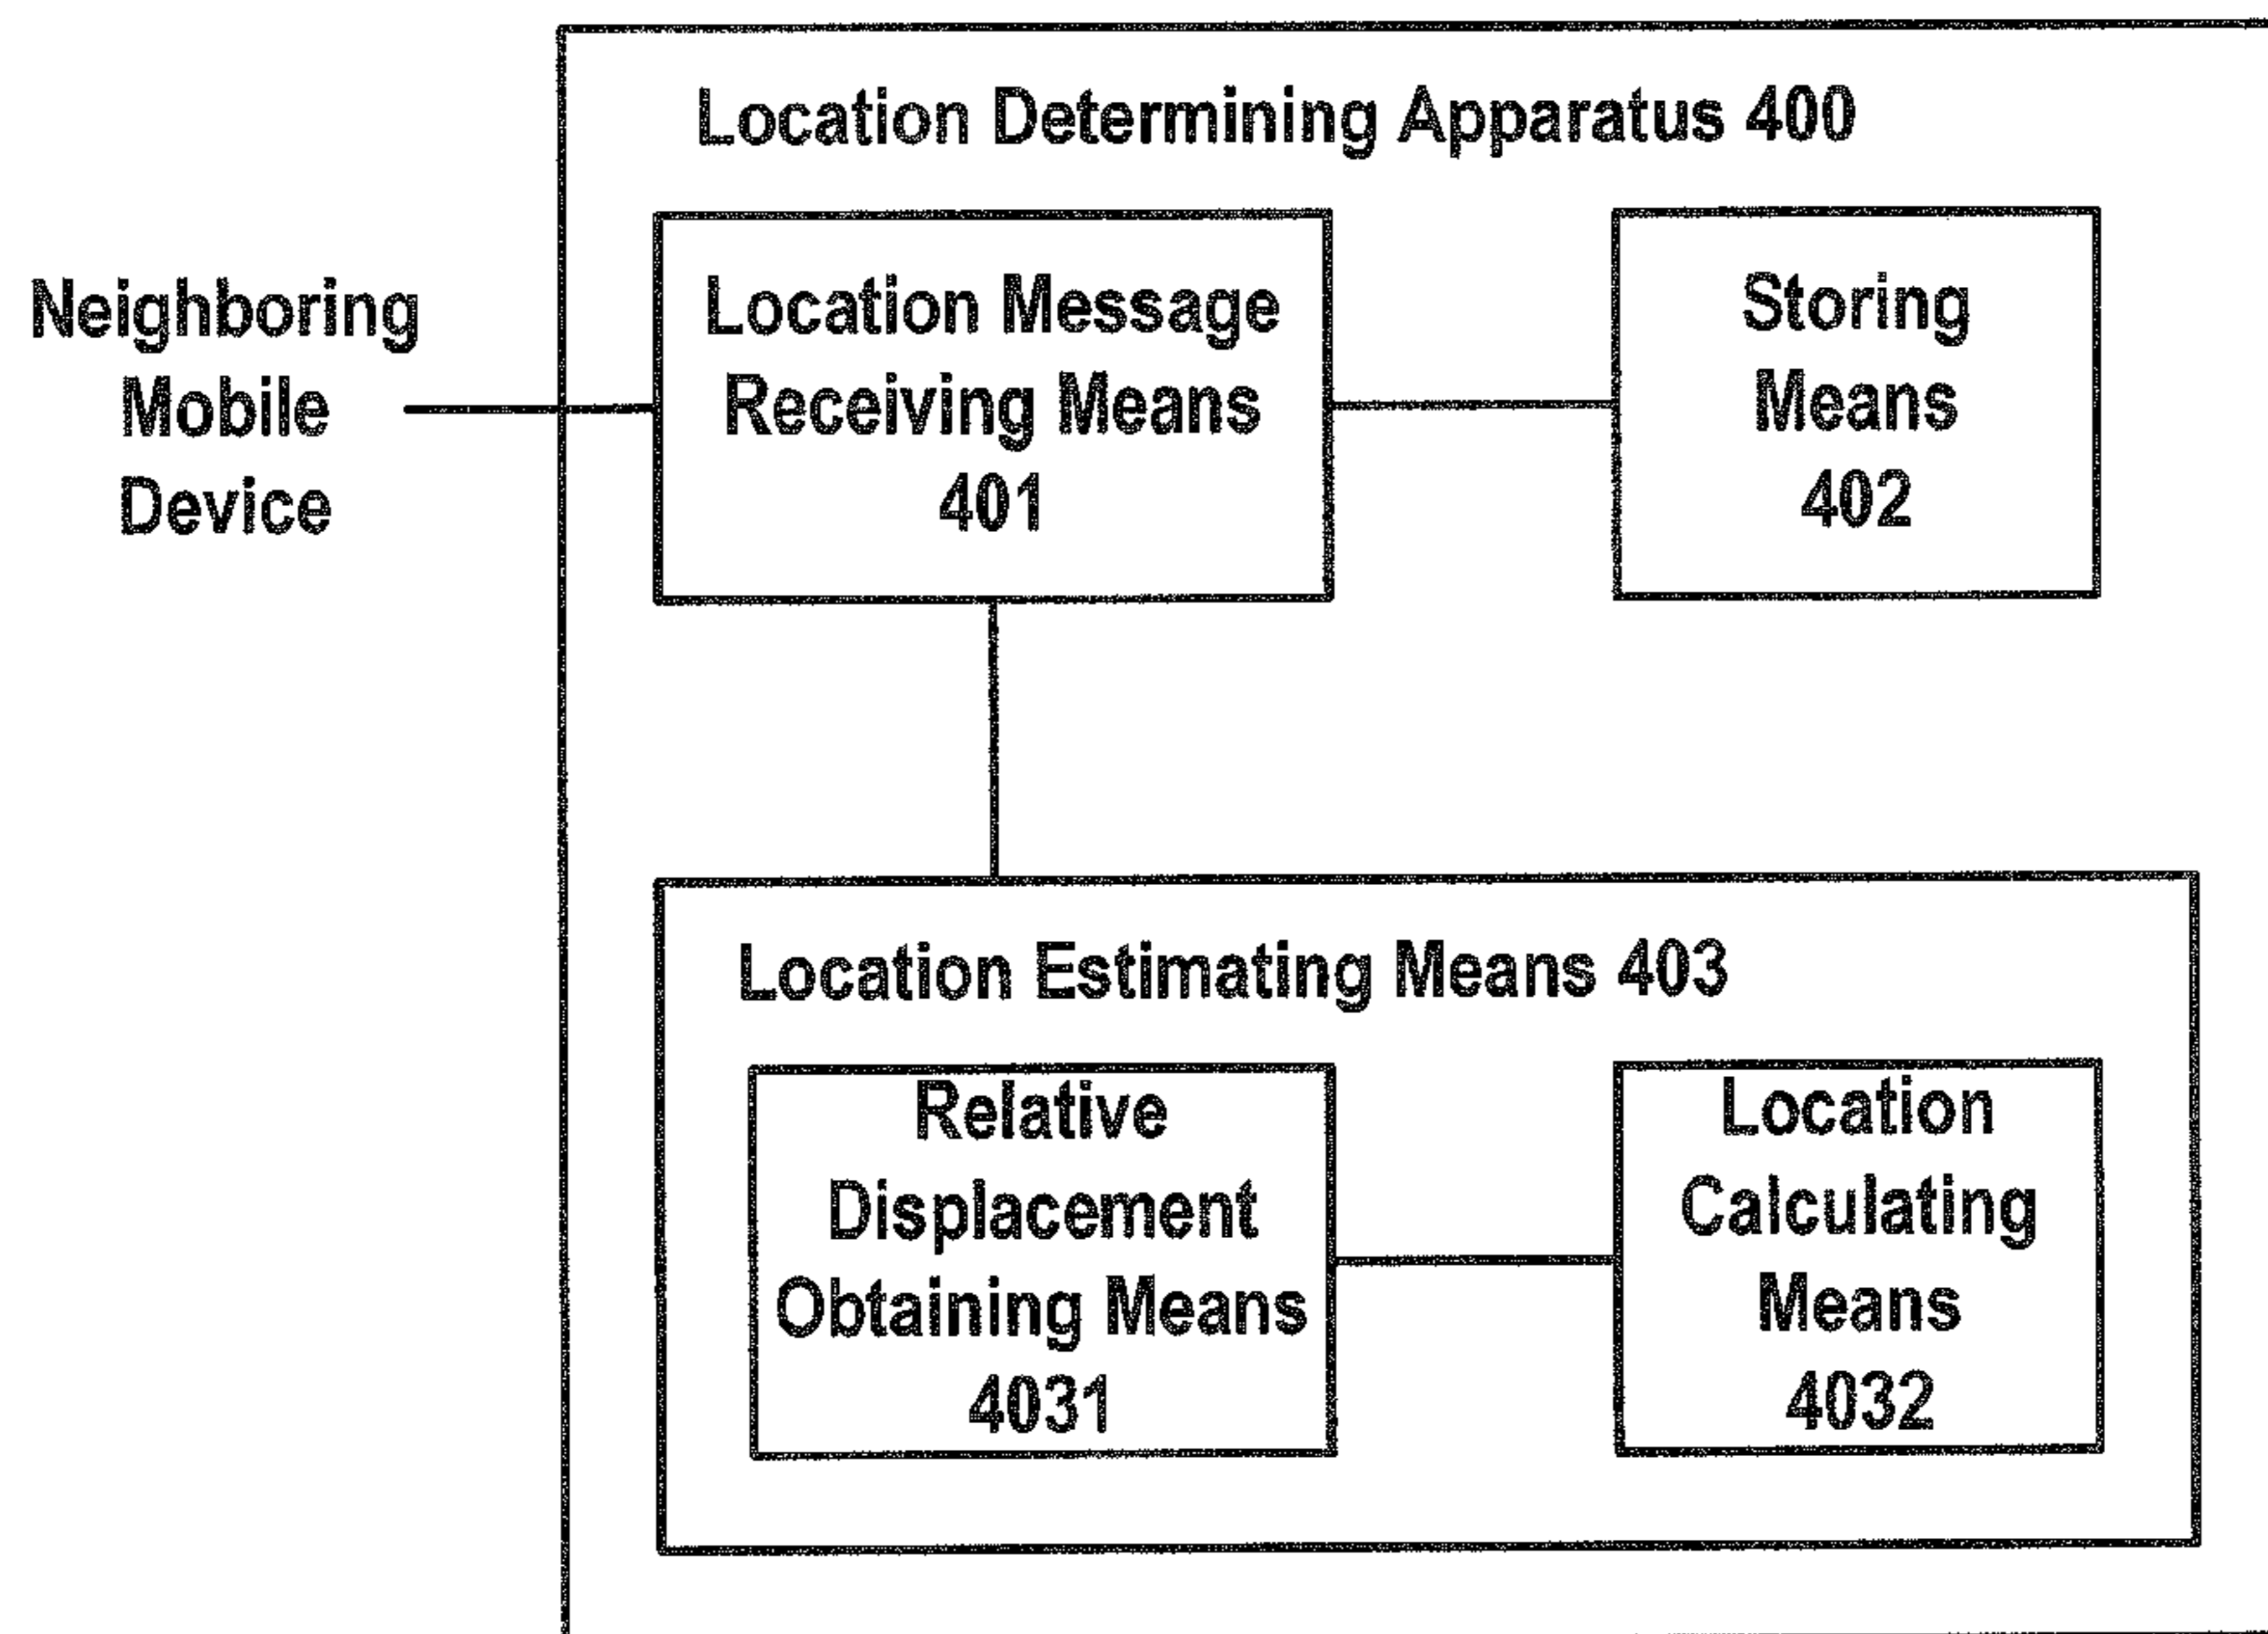 Location Determining Apparatus 400
Neighboring
Mobile
Device
Location Message
Receiving Means
401
Storing
Means
402
Location Estimating Means 403
Relative
Displacement
Obtaining Means
4031
Location
Calculating
Means
4032